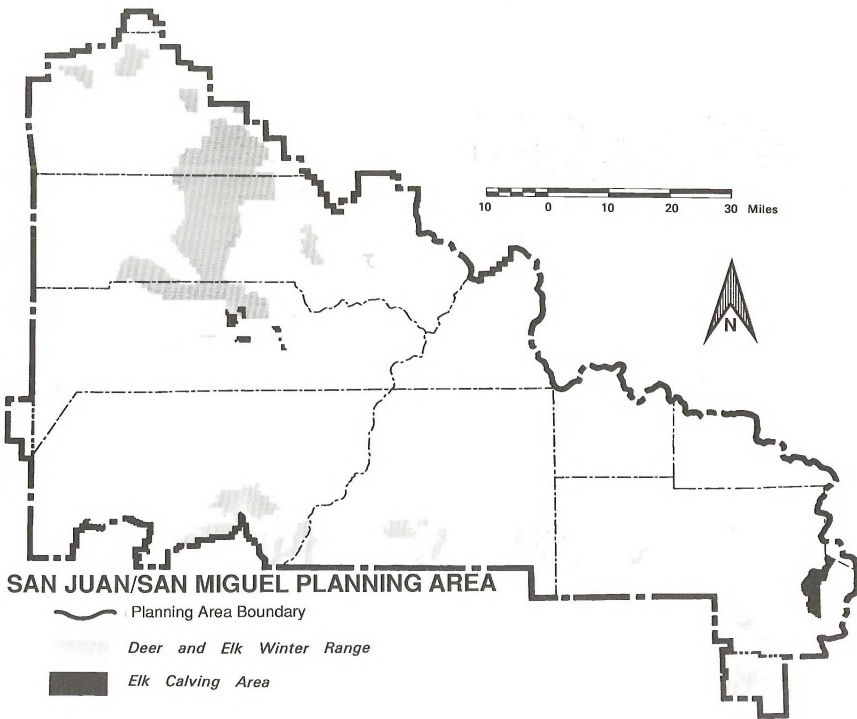 10 0 10 20 30 Miles
N
SAN JUAN/SAN MIGUEL PLANNING AREA
Planning Area Boundary
Deer and Elk Winter Range
Elk Calving Area